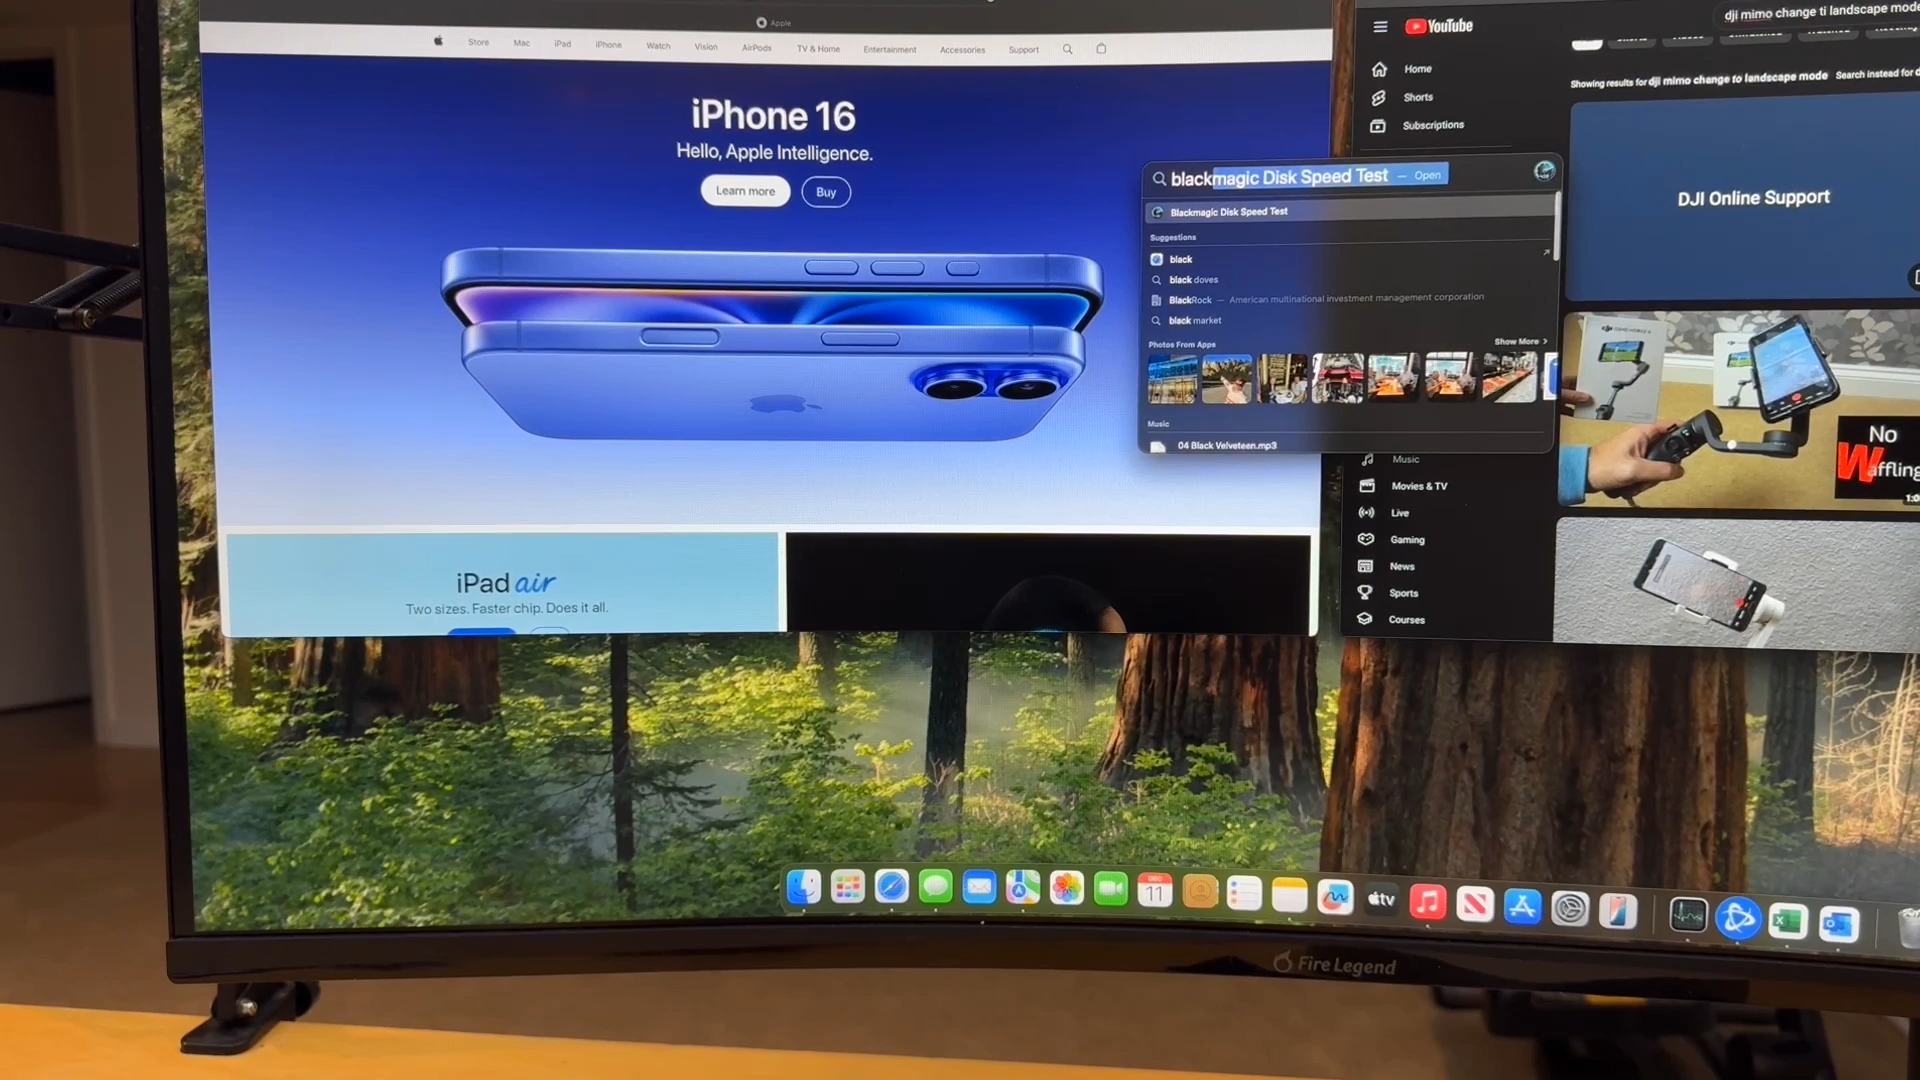 Apple
Store Mac iPad iPhone Watch Vision AirPods TV & Home Entertainment Accessories Support
iPhone 16
Hello, Apple Intelligence.
Learn more Buy
iPad air
Two sizes. Faster chip. Does it all.
blackmagic Disk Speed Test — Open
Blackmagic Disk Speed Test
Suggestions
black
black doves
BlackRock — American multinational investment management corporation
black market
Photos From Apps Show More >
Music
04 Black Velveteen.mp3
YouTube
dji mimo change ti landscape mode
Home
Shorts
Subscriptions
Music
Movies & TV
Live
Gaming
News
Sports
Courses
Showing results for dji mimo change to landscape mode Search instead for
DJI Online Support
No
Waffling
DEC
11
tv
Fire Legend